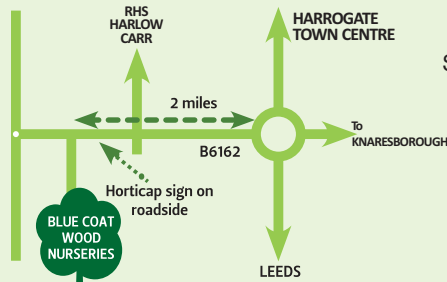 RHS
HARLOW
CARR
HARROGATE
TOWN CENTRE
S
2 miles
To
KNARESBOROUGH
B6162
Horticap sign on
roadside
BLUE COAT
WOOD
NURSERIES
LEEDS